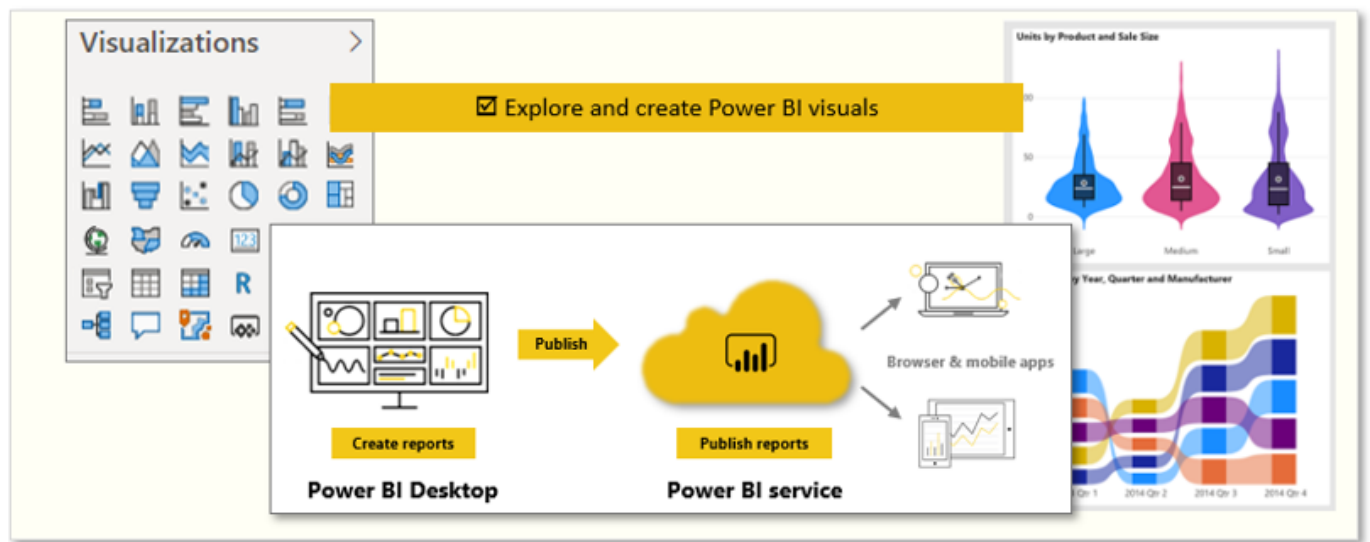 Visualizations
Explore and create Power BI visuals
123
R
Units by Product and Sale Size
50
0
Large
Medium
Small
y Year, Quarter and Manufacturer
Qtr 1
2014 Qtr 2
2014 Qtr 3
2014 Qtr 4
Publish
Browser & mobile apps
Create reports
Publish reports
Power BI Desktop
Power BI service